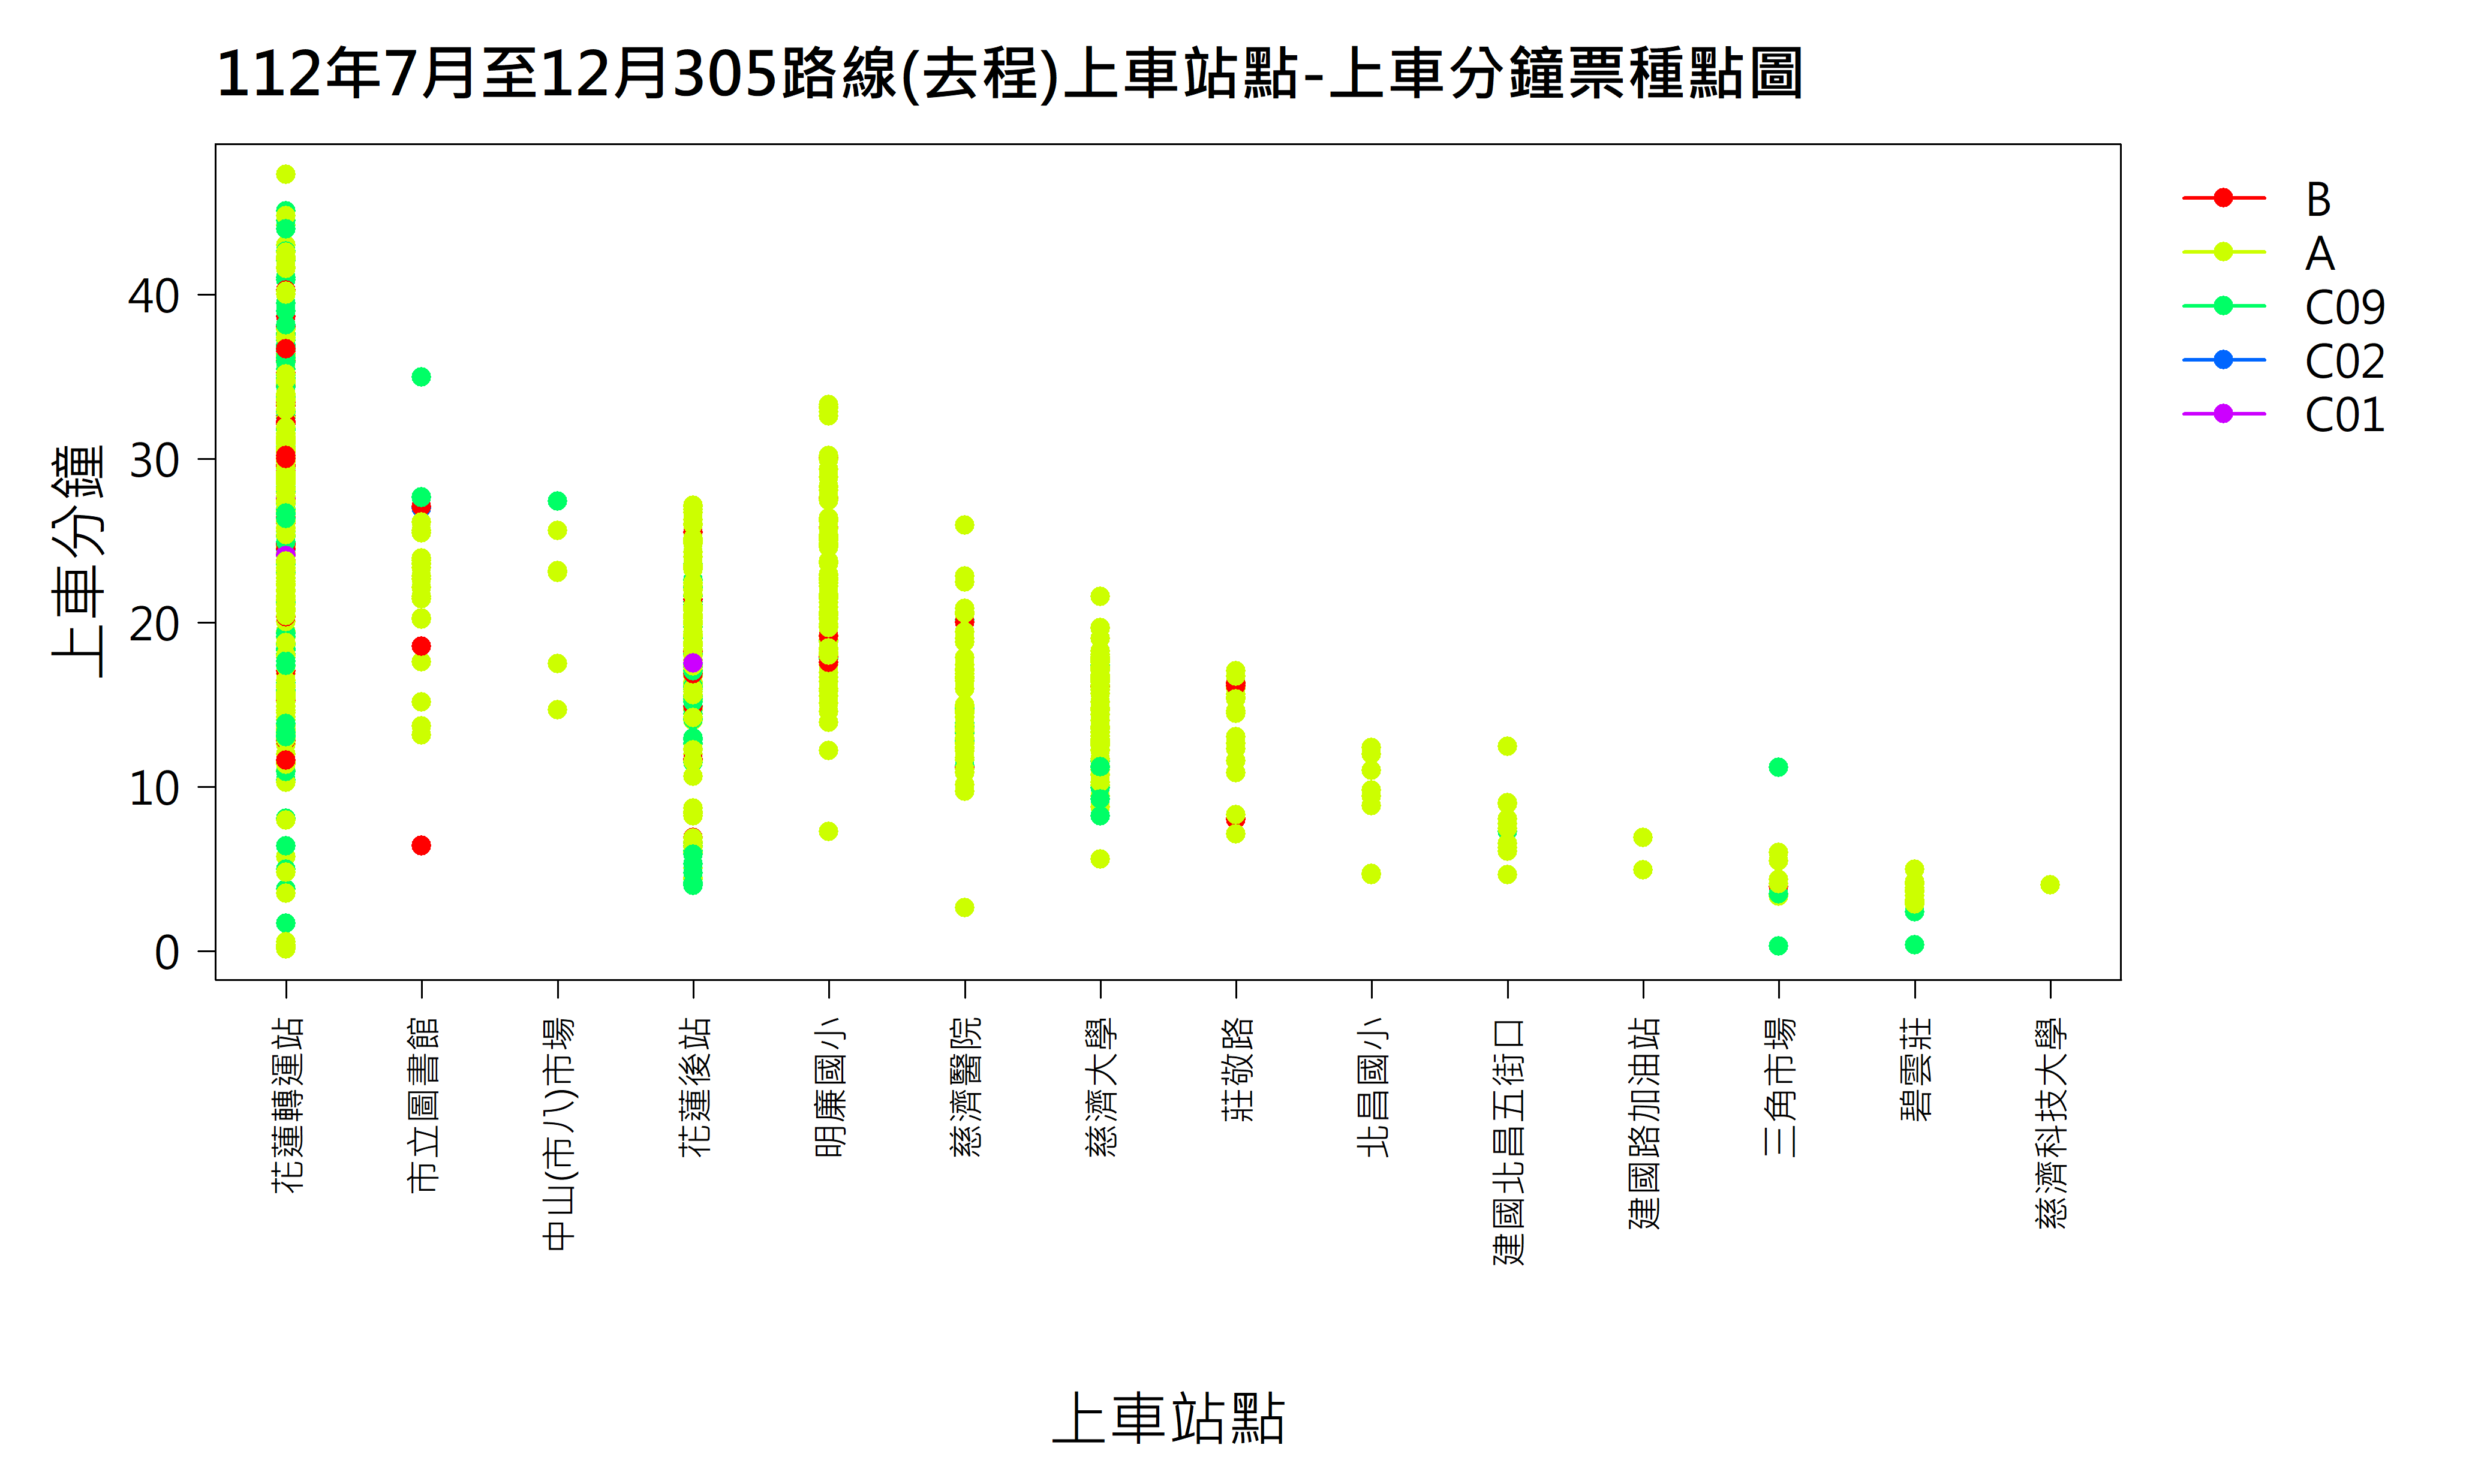 112年7月至12月305路線(去程)上車站點-上車分鐘票種點圖
B
A
C09
C02
C01
上車分鐘
40
30
20
10
0
花蓮轉運站
市立圖書館
中山(市八)市場
花蓮後站
明廉國小
慈濟醫院
慈濟大學
莊敬路
北昌國小
建國北昌五街口
建國路加油站
三角市場
碧雲莊
慈濟科技大學
上車站點